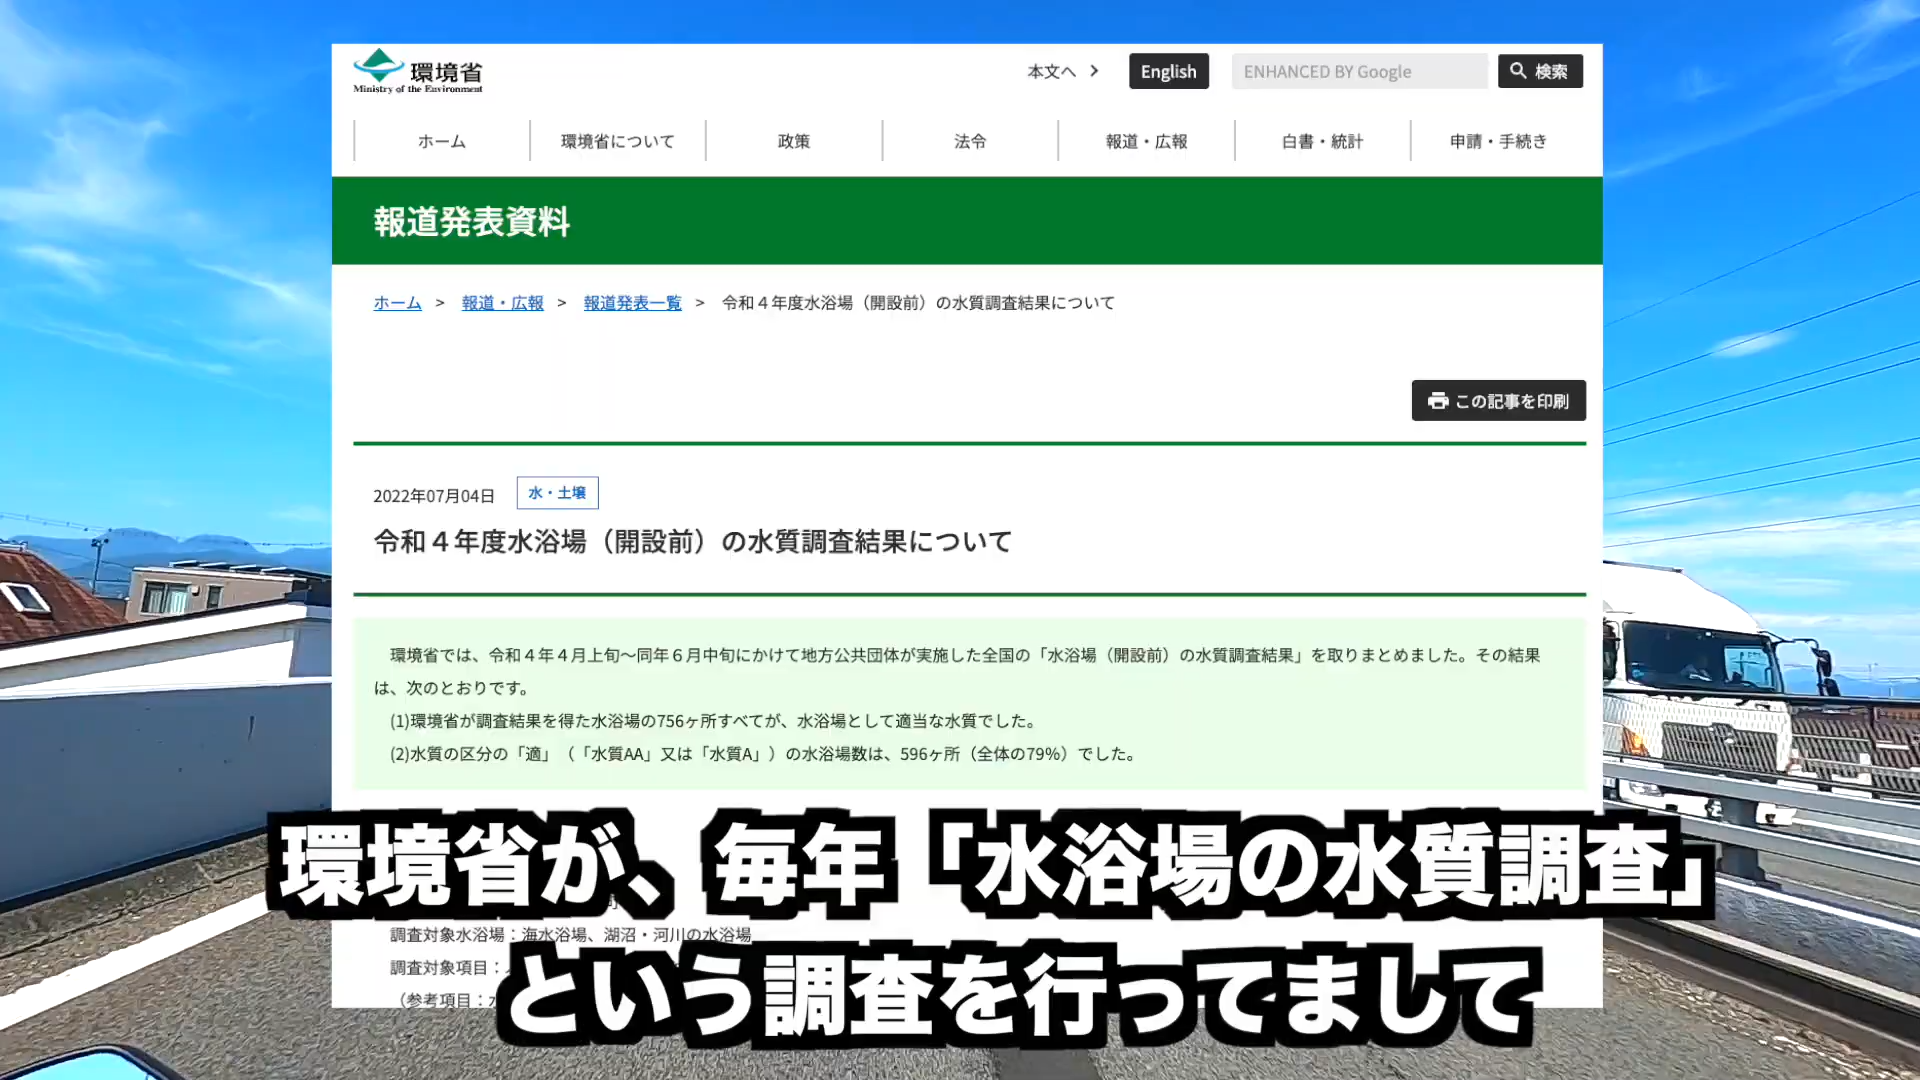 環境省
Ministry of the Environment
本文へ
English
ENHANCED BY Google
検索
ホーム
環境省について
政策
法令
報道・広報
白書・統計
申請・手続き
報道発表資料
ホーム > 報道・広報 > 報道発表一覧 > 令和４年度水浴場（開設前）の水質調査結果について
この記事を印刷
2022年07月04日
水・土壌
令和４年度水浴場（開設前）の水質調査結果について
環境省では、令和４年４月上旬～同年６月中旬にかけて地方公共団体が実施した全国の「水浴場（開設前）の水質調査結果」を取りまとめました。その結果
は、次のとおりです。
(1)環境省が調査結果を得た水浴場の756ヶ所すべてが、水浴場として適当な水質でした。
(2)水質の区分の「適」（「水質AA」又は「水質A」）の水浴場数は、596ヶ所（全体の79%）でした。
環境省が、毎年「水浴場の水質調査」
調査対象水浴場：海水浴場、湖沼・河川の水浴場
調査対象項目：
という調査を行ってまして
（参考項目：